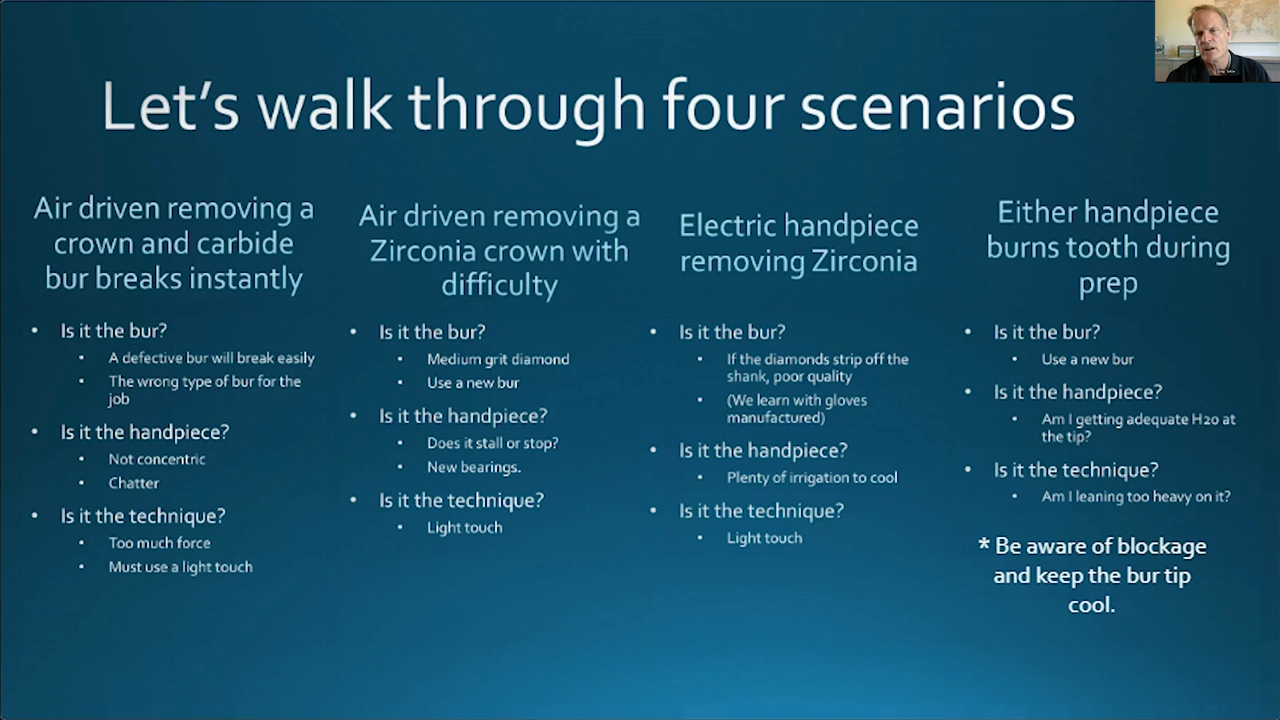 Let's walk through four scenarios
Air driven removing a
crown and carbide
bur breaks instantly
• Is it the bur?
• A defective bur will break easily
• The wrong type of bur for the
job
• Is it the handpiece?
• Not concentric
• Chatter
• Is it the technique?
• Too much force
• Must use a light touch
Air driven removing a
Zirconia crown with
difficulty
• Is it the bur?
• Medium grit diamond
• Use a new bur
• Is it the handpiece?
• Does it stall or stop?
• New bearings.
• Is it the technique?
• Light touch
Electric handpiece
removing Zirconia
• Is it the bur?
• If the diamonds strip off the
shank, poor quality
• (We learn with gloves
manufactured)
• Is it the handpiece?
• Plenty of irrigation to cool
• Is it the technique?
• Light touch
Either handpiece
burns tooth during
prep
• Is it the bur?
• Use a new bur
• Is it the handpiece?
• Am I getting adequate H20 at
the tip?
• Is it the technique?
• Am I leaning too heavy on it?
* Be aware of blockage
and keep the bur tip
cool.